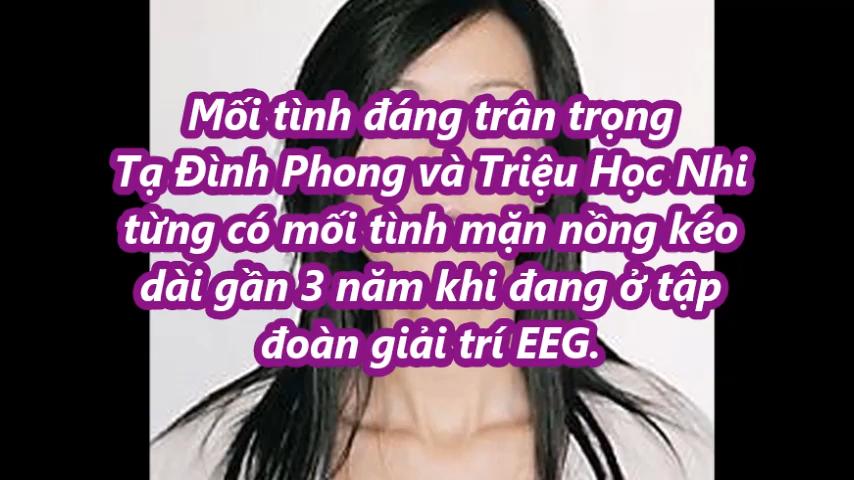 Mối tình đáng trân trọng
Tạ Đình Phong và Triệu Học Nhi
từng có mối tình mặn nồng kéo
dài gần 3 năm khi đang ở tập
đoàn giải trí EEG.